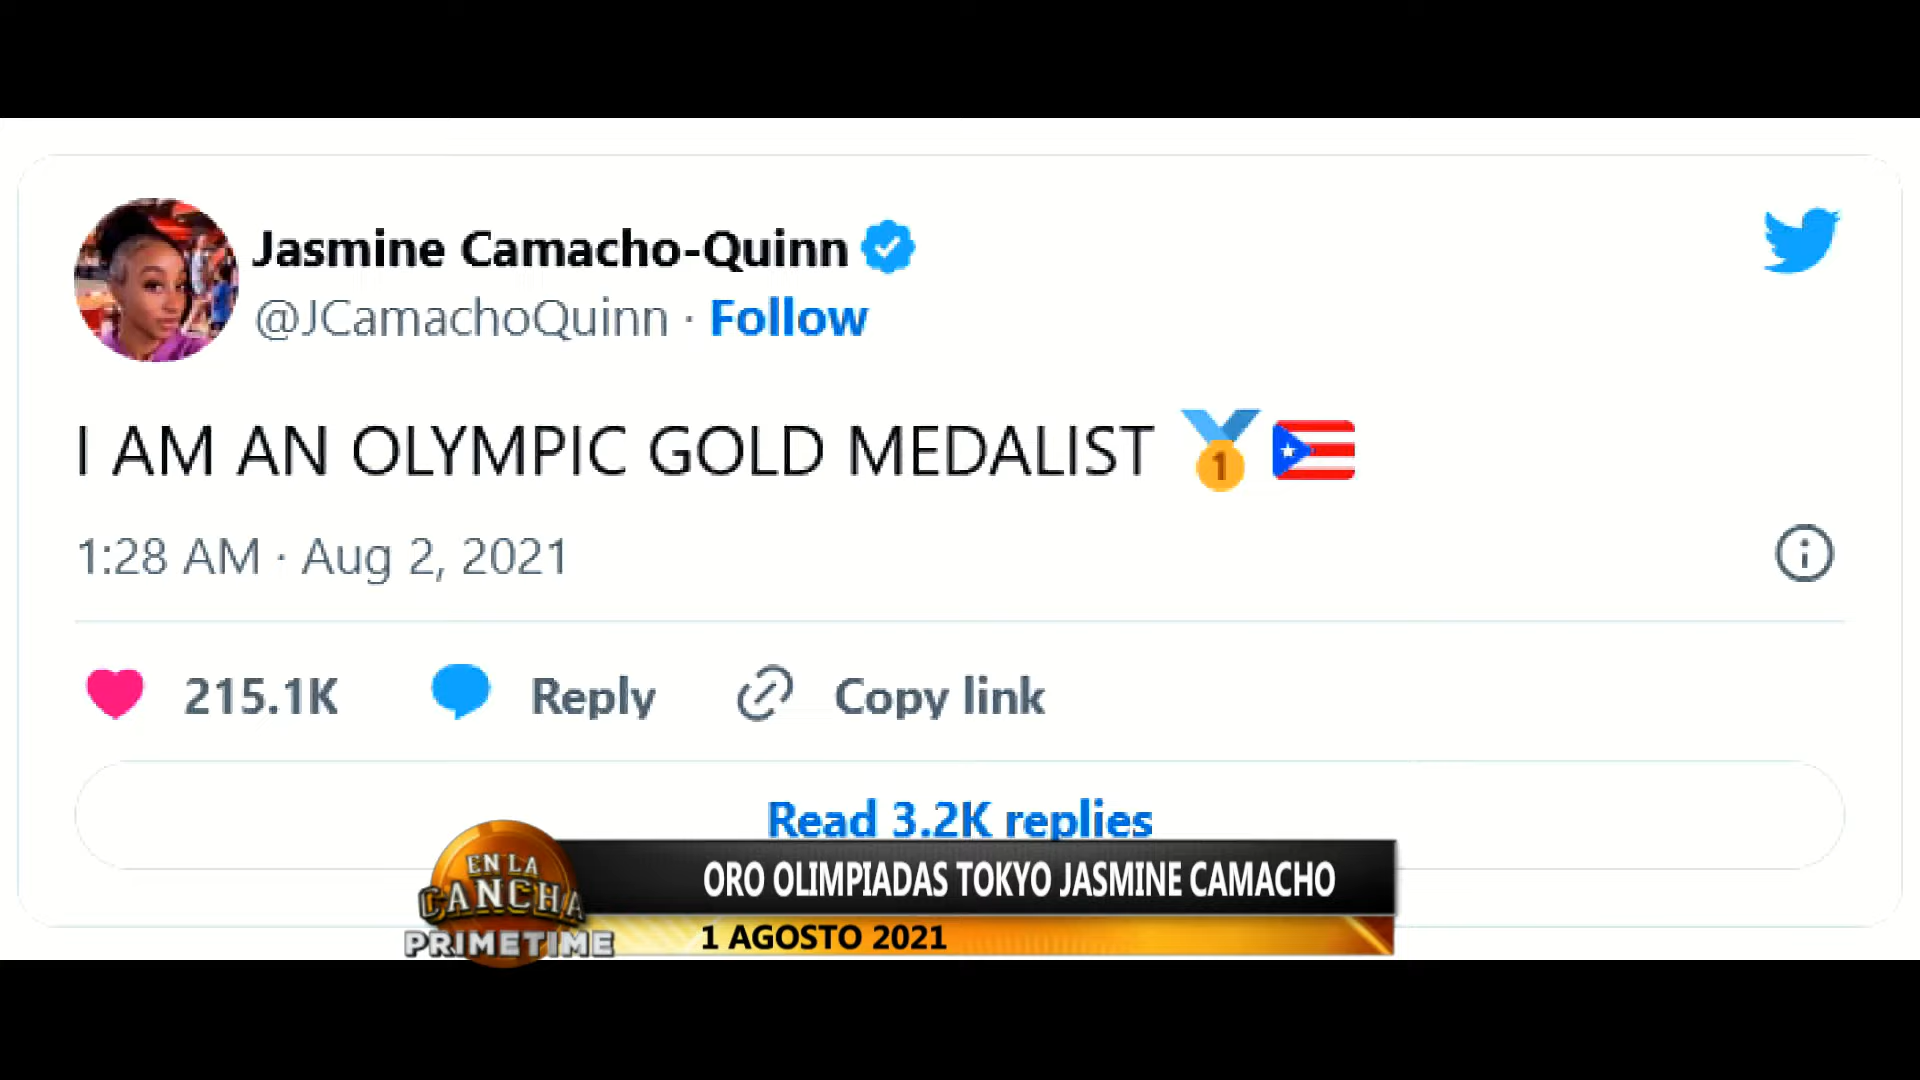 Jasmine Camacho-Quinn
@JCamachoQuinn · Follow
I AM AN OLYMPIC GOLD MEDALIST 🥇🇵🇷
1:28 AM · Aug 2, 2021
215.1K Reply Copy link
Read 3.2K replies
EN LA
CANCHA
PRIMETIME
ORO OLIMPIADAS TOKYO JASMINE CAMACHO
1 AGOSTO 2021